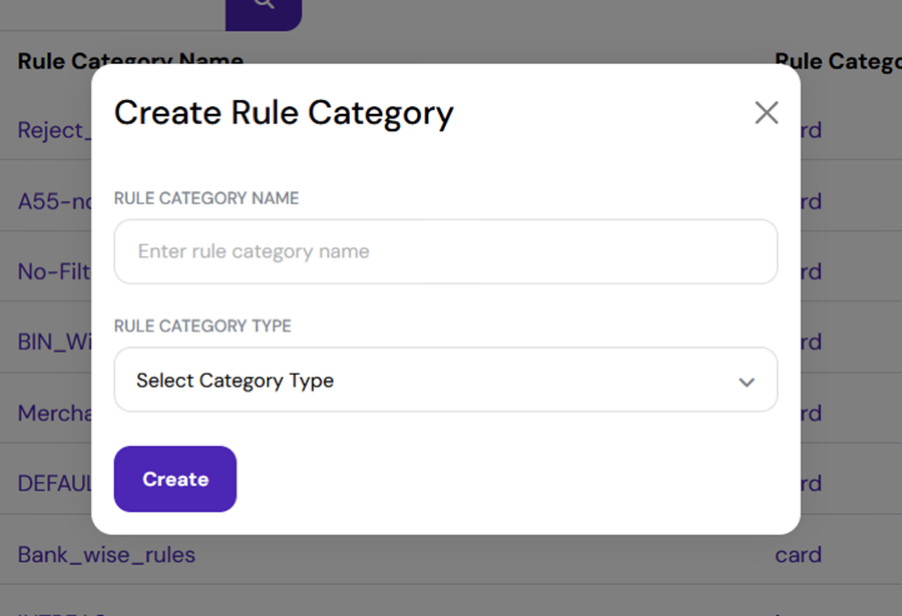 Rule Category Name Rule Catego
Create Rule Category
Reject_ rd
RULE CATEGORY NAME
A55-no rd
Enter rule category name
No-Filt rd
RULE CATEGORY TYPE
BIN_Wi rd
Select Category Type
Mercha rd
Create
DEFAUL rd
Bank_wise_rules card